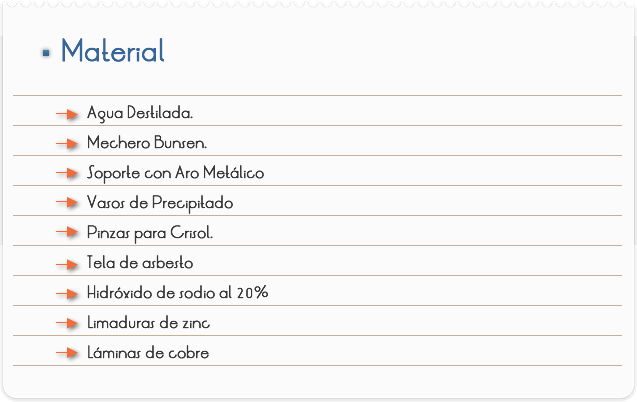 Material
Agua Destilada.
Mechero Bunsen.
Soporte con Aro Metálico
Vasos de Precipitado
Pinzas para Crisol.
Tela de asbesto
Hidróxido de sodio al 20%
Limaduras de zinc
Láminas de cobre